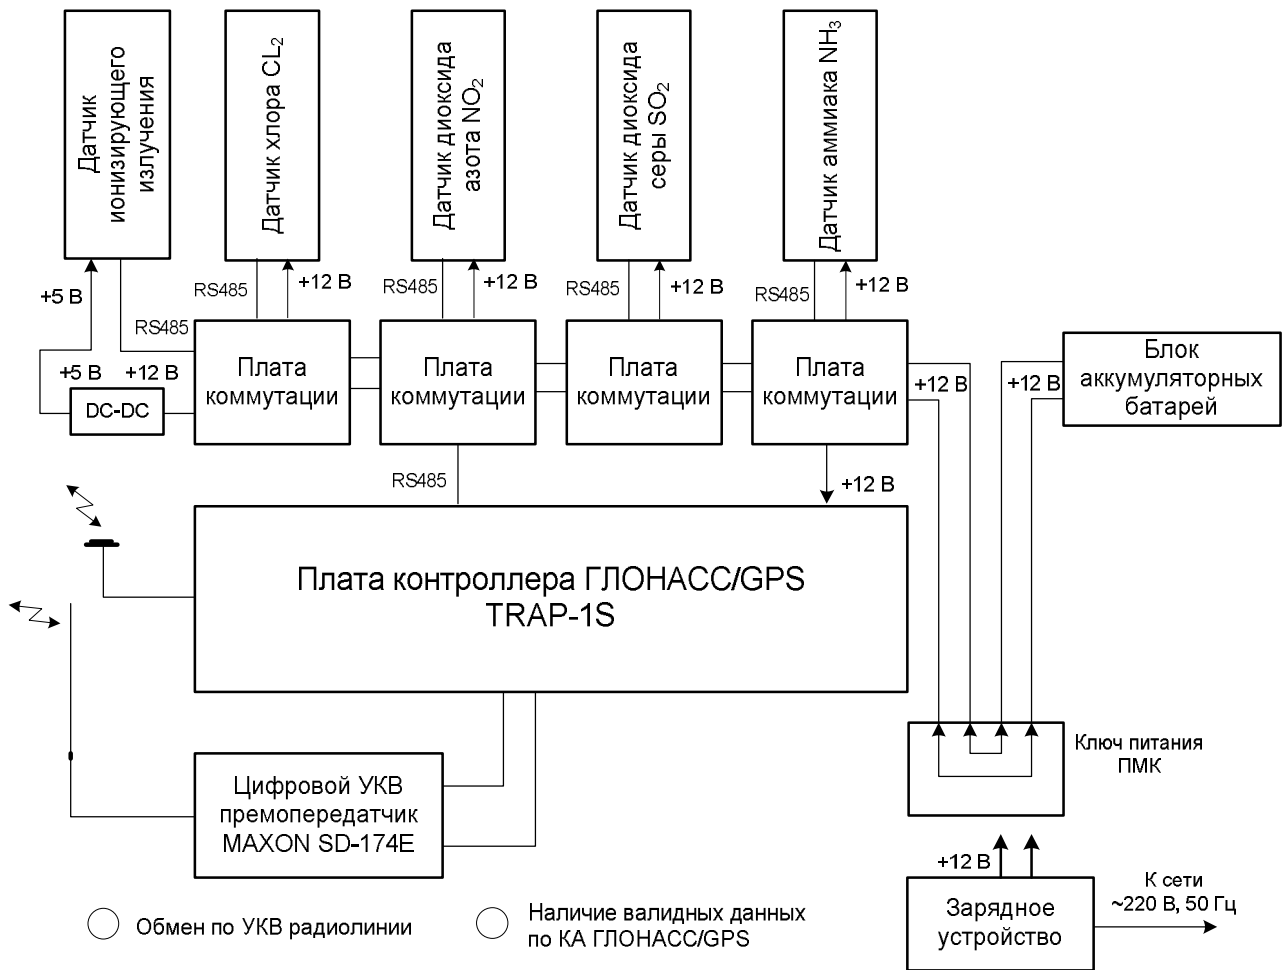 Датчик
ионизирующего
излучения
Датчик хлора CL2
Датчик диоксида
азота NO2
Датчик диоксида
серы SO2
Датчик аммиака NH3
+5 В
RS485
RS485
+12 В
RS485
+12 В
RS485
+12 В
RS485
+12 В
+5 В
+12 В
DC-DC
Плата
коммутации
Плата
коммутации
Плата
коммутации
Плата
коммутации
+12 В
+12 В
Блок
аккумуляторных
батарей
RS485
+12 В
Плата контроллера ГЛОНАСС/GPS
TRAP-1S
Ключ питания
ПМК
Цифровой УКВ
премопередатчик
MAXON SD-174E
+12 В
Зарядное
устройство
К сети
~220 В, 50 Гц
Обмен по УКВ радиолинии
Наличие валидных данных
по КА ГЛОНАСС/GPS